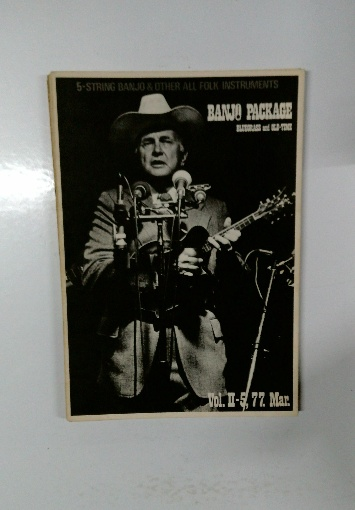 5-STRING BANJO & OTHER ALL FOLK INSTRUMENTS
BANJO PACKAGE
BLUEGRASS and OLD-TIME
Vol. II-5, 77. Mar.